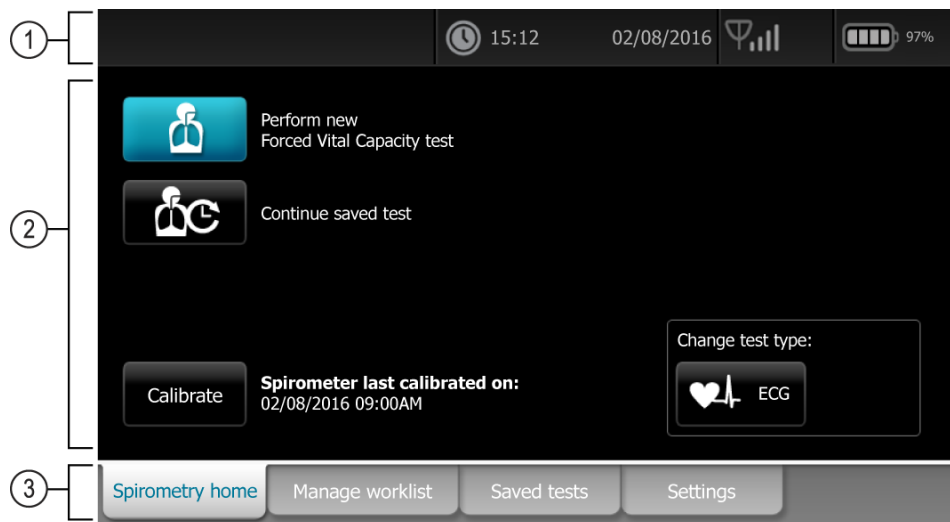 1
15:12
02/08/2016
97%
2
Perform new
Forced Vital Capacity test
Continue saved test
Change test type:
ECG
Calibrate
Spirometer last calibrated on:
02/08/2016 09:00AM
3
Spirometry home
Manage worklist
Saved tests
Settings